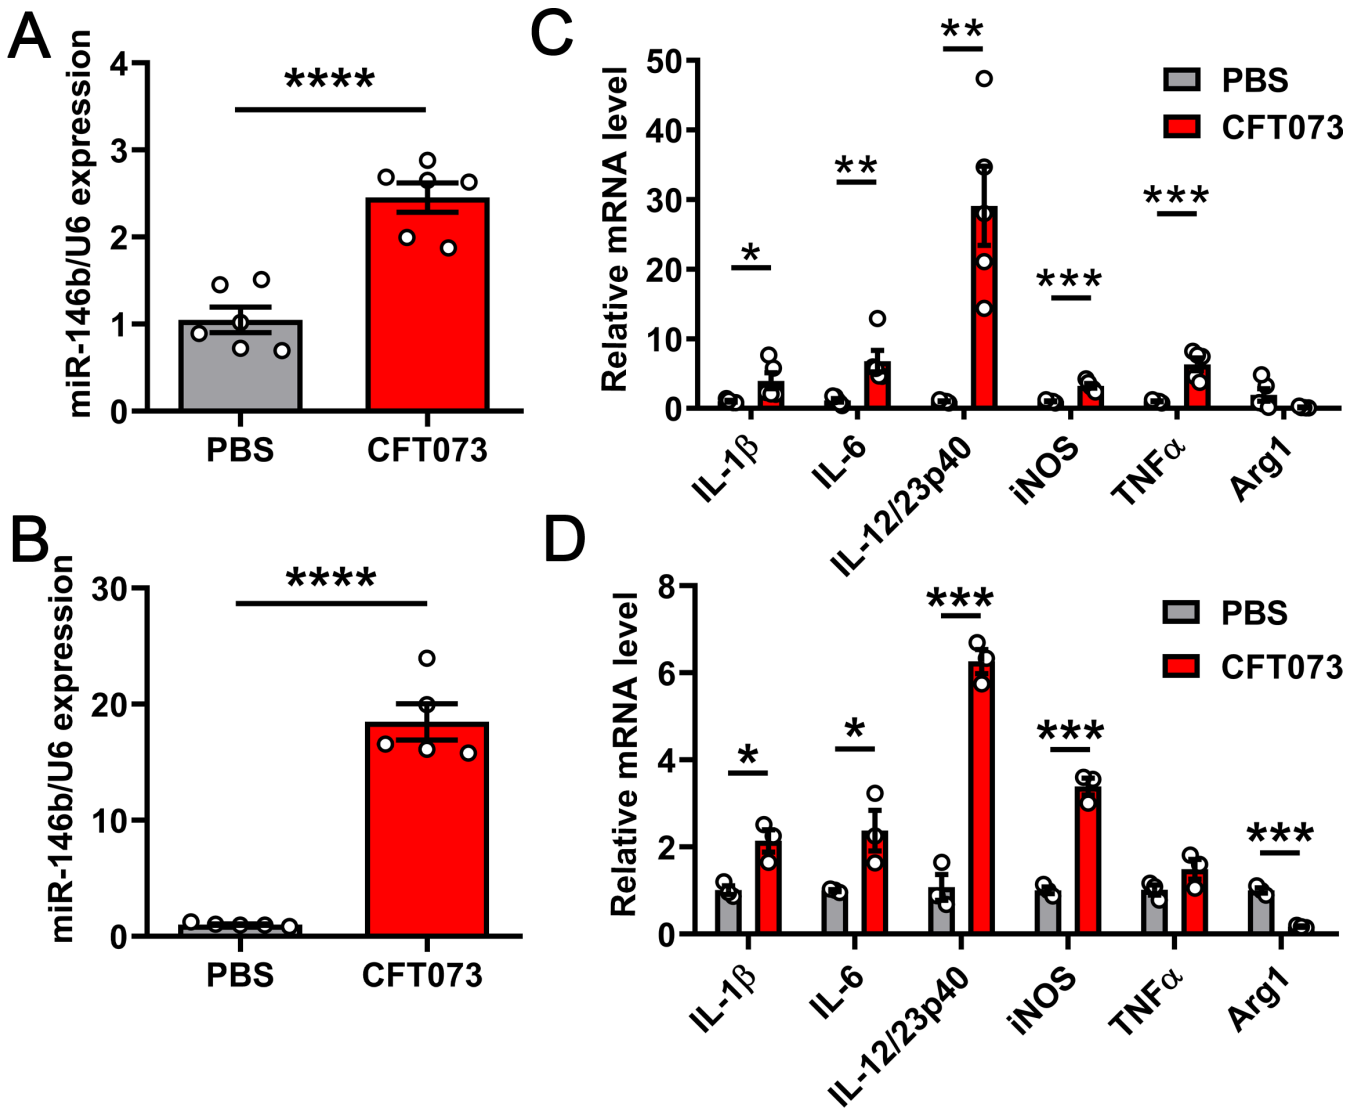 A
miR-146b/U6 expression
4
3
2
1
0
****
PBS
CFT073
B
miR-146b/U6 expression
30
20
10
0
****
PBS
CFT073
C
Relative mRNA level
50
40
30
20
10
0
*
**
**
***
***
PBS
CFT073
IL-1β
IL-6
IL-12/23p40
iNOS
TNFα
Arg1
D
Relative mRNA level
8
6
4
2
0
*
*
***
***
***
PBS
CFT073
IL-1β
IL-6
IL-12/23p40
iNOS
TNFα
Arg1